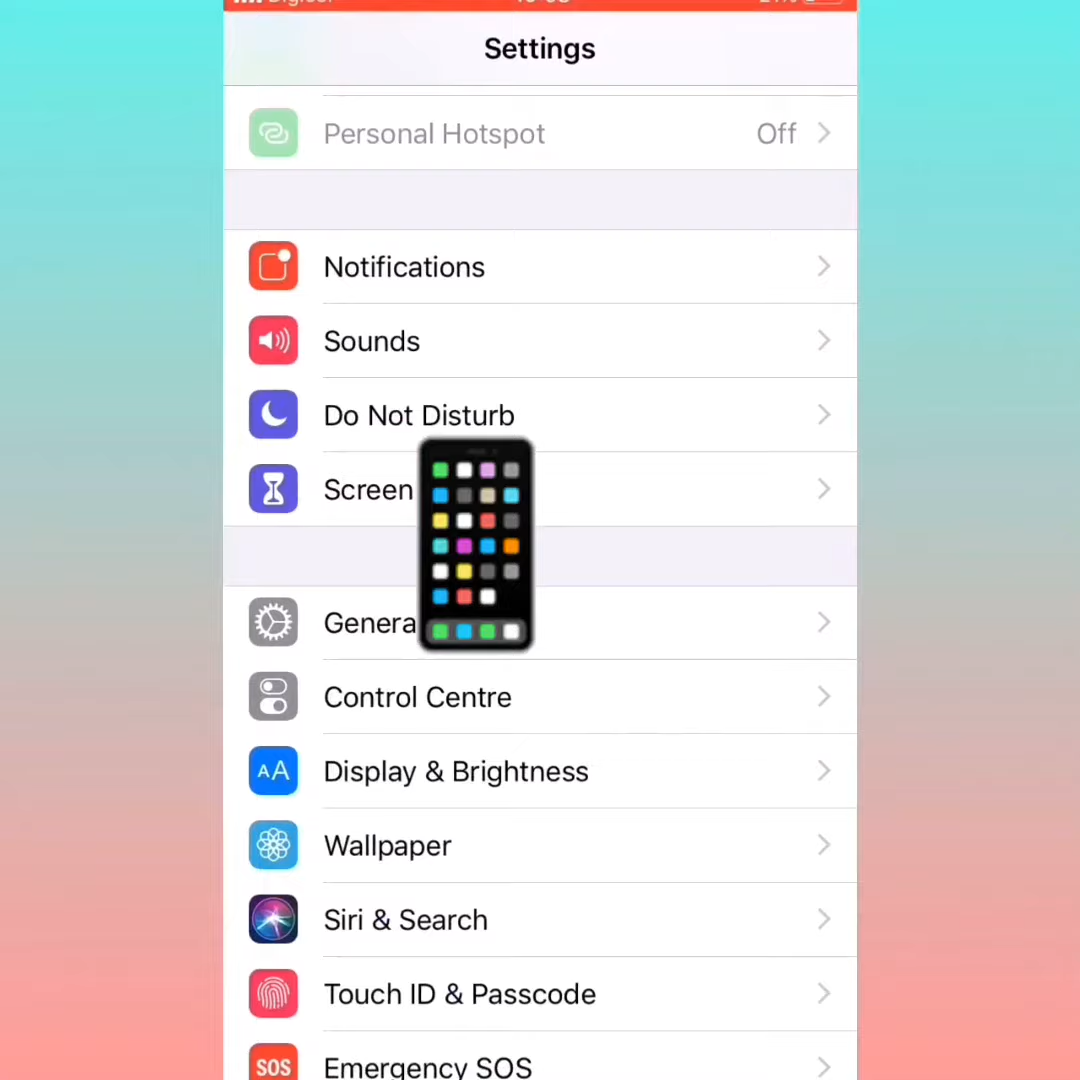 Settings
Personal Hotspot Off
Notifications
Sounds
Do Not Disturb
Screen
Genera
Control Centre
AA Display & Brightness
Wallpaper
Siri & Search
Touch ID & Passcode
SOS Emergency SOS